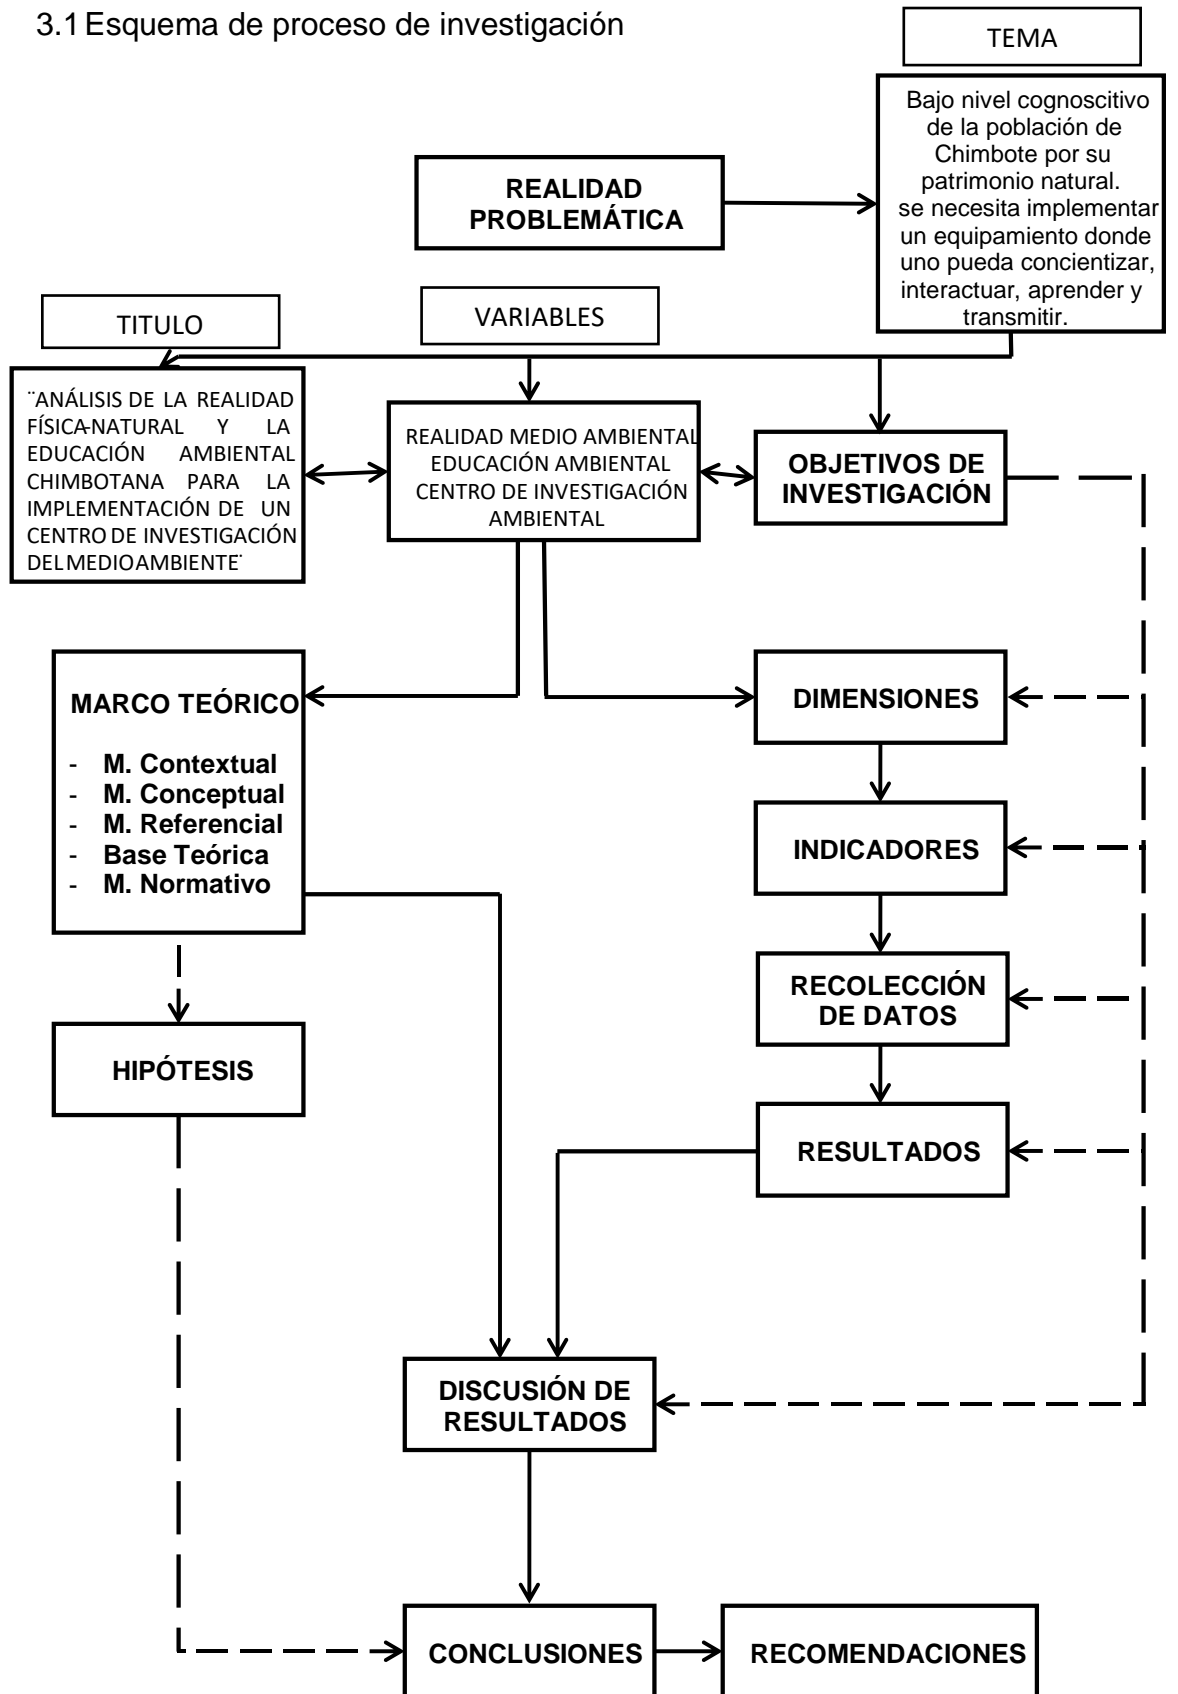 3.1 Esquema de proceso de investigación
TEMA
Bajo nivel cognoscitivo
de la población de
Chimbote por su
patrimonio natural.
se necesita implementar
un equipamiento donde
uno pueda concientizar,
interactuar, aprender y
transmitir.
REALIDAD
PROBLEMÁTICA
TITULO
VARIABLES
¨ANÁLISIS DE LA REALIDAD
FÍSICA-NATURAL Y LA
EDUCACIÓN AMBIENTAL
CHIMBOTANA PARA LA
IMPLEMENTACIÓN DE UN
CENTRO DE INVESTIGACIÓN
DEL MEDIO AMBIENTE¨
REALIDAD MEDIO AMBIENTAL
EDUCACIÓN AMBIENTAL
CENTRO DE INVESTIGACIÓN
AMBIENTAL
OBJETIVOS DE
INVESTIGACIÓN
MARCO TEÓRICO
- M. Contextual
- M. Conceptual
- M. Referencial
- Base Teórica
- M. Normativo
DIMENSIONES
INDICADORES
RECOLECCIÓN
DE DATOS
HIPÓTESIS
RESULTADOS
DISCUSIÓN DE
RESULTADOS
CONCLUSIONES
RECOMENDACIONES